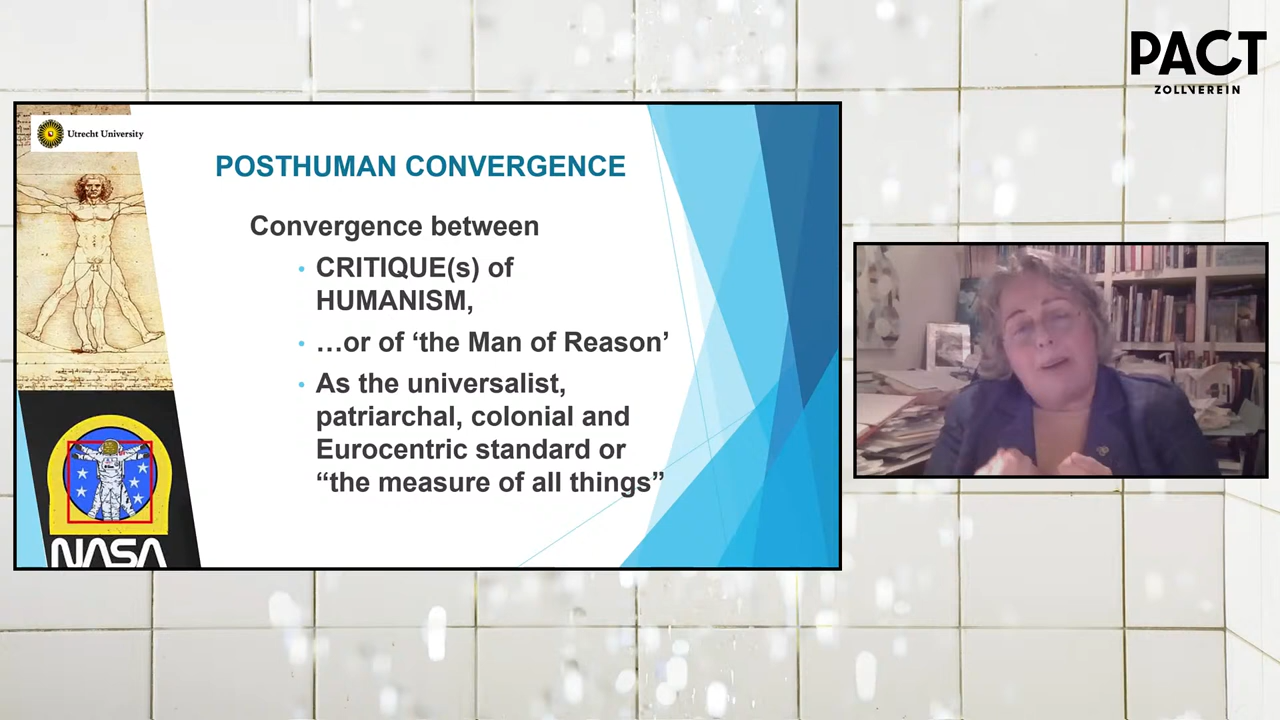 PACT
ZOLLVEREIN
Utrecht University
POSTHUMAN CONVERGENCE
Convergence between
• CRITIQUE(s) of
HUMANISM,
• …or of ‘the Man of Reason’
• As the universalist,
patriarchal, colonial and
Eurocentric standard or
“the measure of all things”
NASA